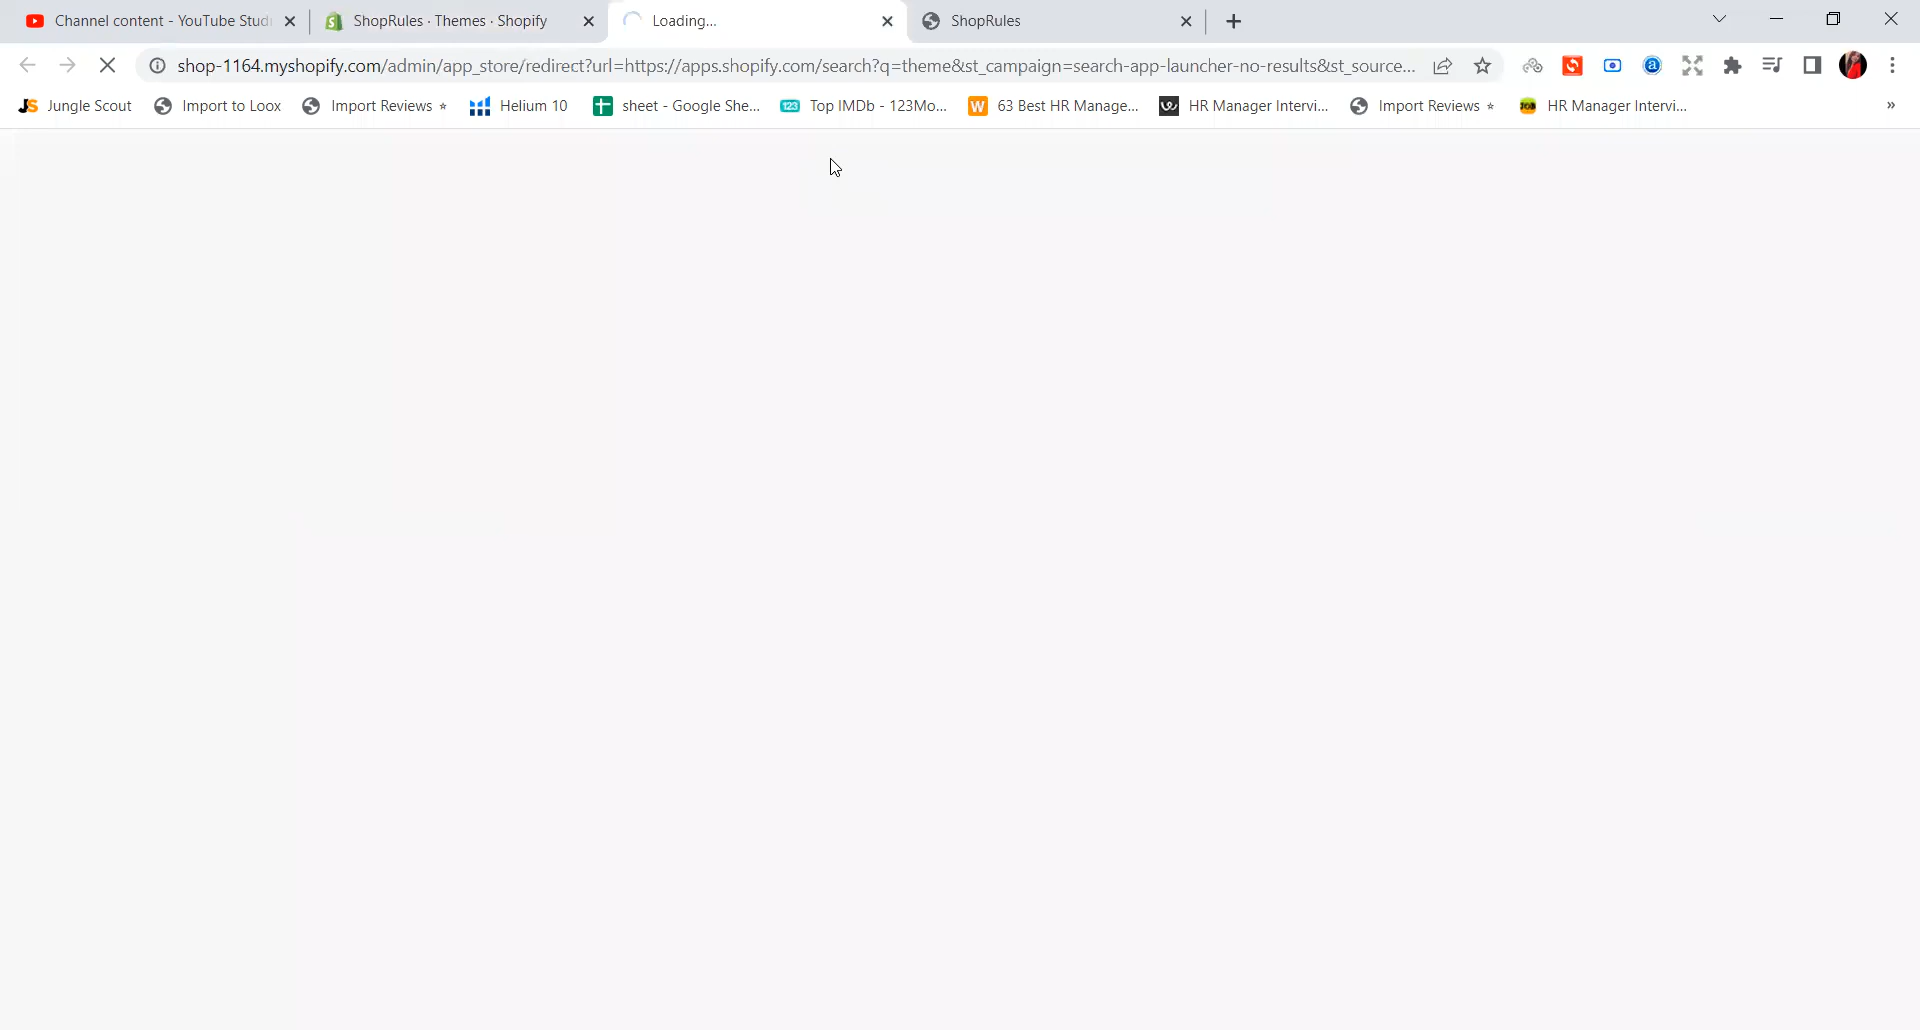 Channel content - YouTube Stud
ShopRules · Themes · Shopify
Loading...
ShopRules
shop-1164.myshopify.com/admin/app_store/redirect?url=https://apps.shopify.com/search?q=theme&st_campaign=search-app-launcher-no-results&st_source...
Jungle Scout
Import to Loox
Import Reviews ⭐
Helium 10
sheet - Google She...
Top IMDb - 123Mo...
63 Best HR Manage...
HR Manager Intervi...
Import Reviews ⭐
HR Manager Intervi...